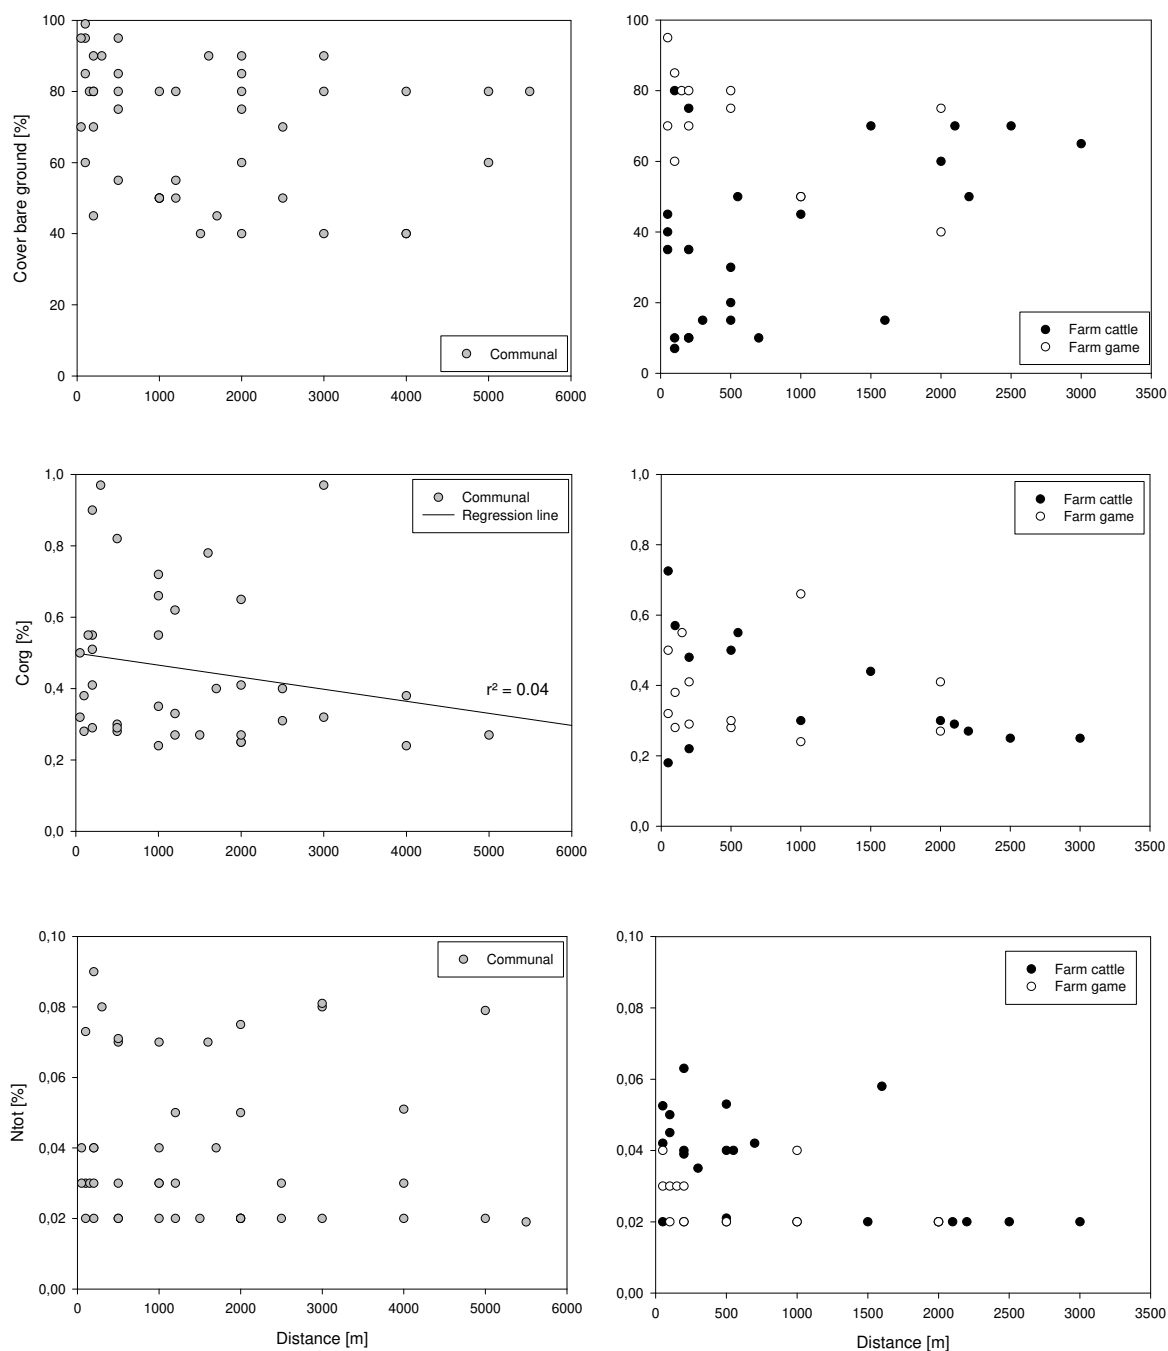 100
80
60
40
20
0
Cover bare ground [%]
Communal
0 1000 2000 3000 4000 5000 6000
100
80
60
40
20
0
Farm cattle
Farm game
0 500 1000 1500 2000 2500 3000 3500
1,0
0,8
0,6
0,4
0,2
0,0
Corg [%]
Communal
Regression line
r² = 0.04
0 1000 2000 3000 4000 5000 6000
1,0
0,8
0,6
0,4
0,2
0,0
Farm cattle
Farm game
0 500 1000 1500 2000 2500 3000 3500
0,10
0,08
0,06
0,04
0,02
0,00
Ntot [%]
Communal
0 1000 2000 3000 4000 5000 6000
Distance [m]
0,10
0,08
0,06
0,04
0,02
0,00
Farm cattle
Farm game
0 500 1000 1500 2000 2500 3000 3500
Distance [m]